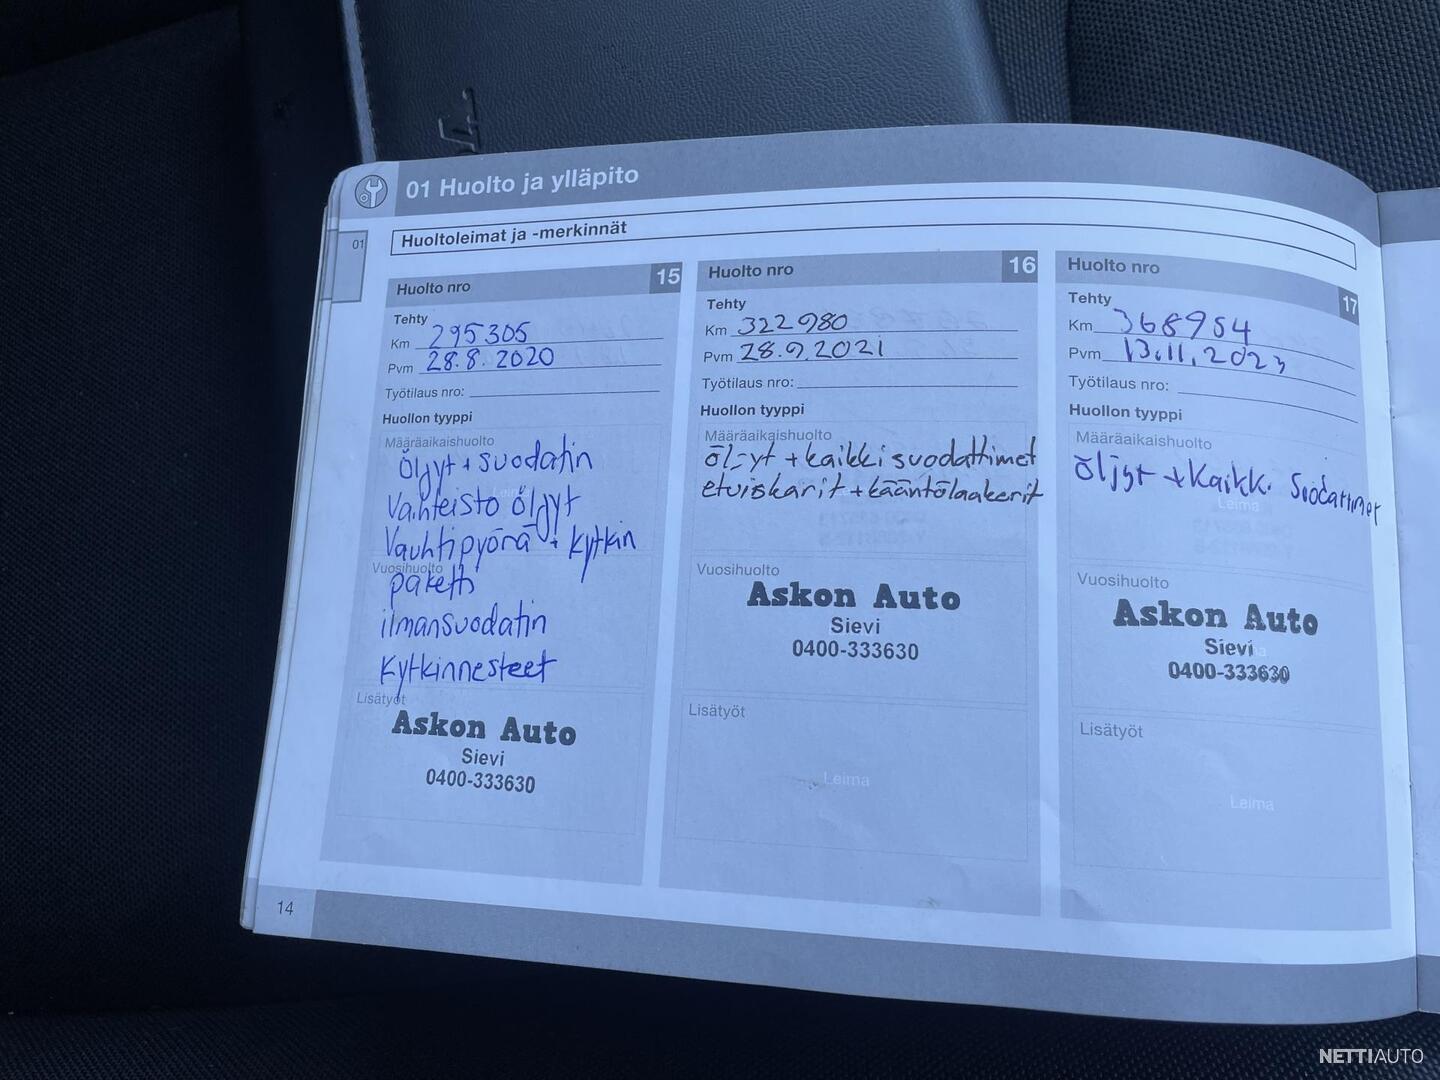 01 Huolto ja ylläpito
01
Huoltoleimat ja -merkinnät
Huolto nro 15
Tehty
Km 295305
Pvm 28.8.2020
Työtilaus nro:
Huollon tyyppi
Määräaikaishuolto
öljyt + suodatin
Vaihteisto öljyt
Vauhtipyörä + kytkin
Vuosihuolto
paketti
ilmansuodatin
Kytkinnesteet
Lisätyöt
Askon Auto
Sievi
0400-333630
Huolto nro 16
Tehty
Km 322980
Pvm 28.9.2021
Työtilaus nro:
Huollon tyyppi
Määräaikaishuolto
öljyt + kaikki suodattimet
etuiskarit + kääntölaakerit
Vuosihuolto
Askon Auto
Sievi
0400-333630
Lisätyöt
Leima
Huolto nro 17
Tehty
Km 368954
Pvm 13.11.2023
Työtilaus nro:
Huollon tyyppi
Määräaikaishuolto
öljyt + kaikki suodattimet
Leima
Vuosihuolto
Askon Auto
Sievi
0400-333630
Lisätyöt
Leima
14
NETTIAUTO